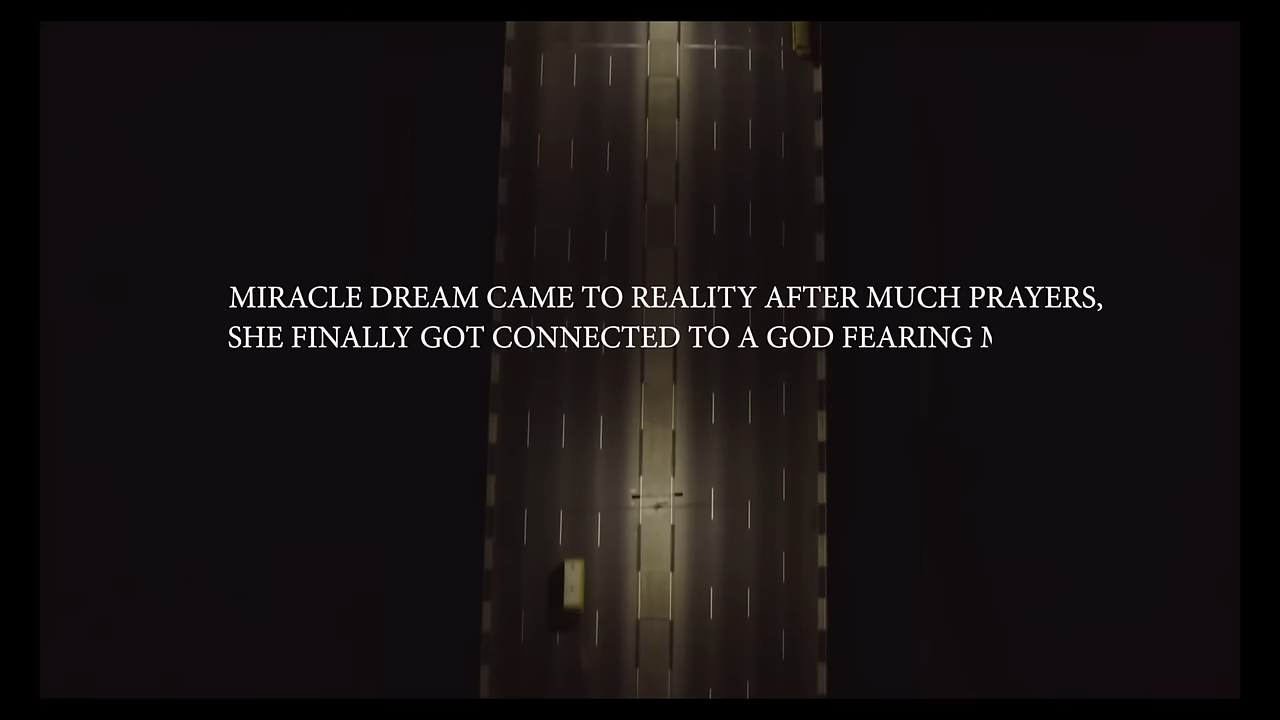 MIRACLE DREAM CAME TO REALITY AFTER MUCH PRAYERS,
SHE FINALLY GOT CONNECTED TO A GOD FEARING